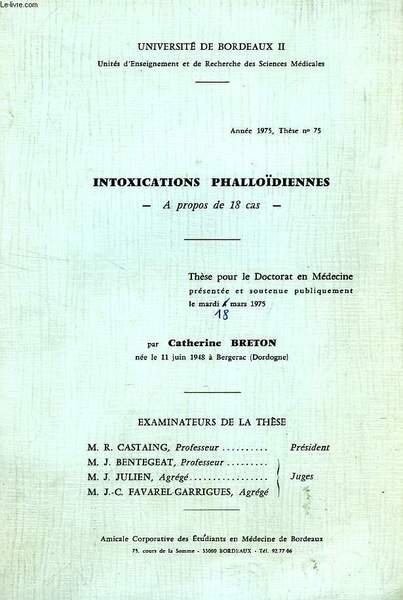 Le-livre.com
UNIVERSITÉ DE BORDEAUX II
Unités d'Enseignement et de Recherche des Sciences Médicales
Année 1975, Thèse nº 75
INTOXICATIONS PHALLOÏDIENNES
— A propos de 18 cas —
Thèse pour le Doctorat en Médecine
présentée et soutenue publiquement
le mardi mars 1975
18
par Catherine BRETON
née le 11 juin 1948 à Bergerac (Dordogne)
EXAMINATEURS DE LA THÈSE
M. R. CASTAING, Professeur .......... Président
M. J. BENTEGEAT, Professeur .........
M. J. JULIEN, Agrégé ................. Juges
M. J.-C. FAVAREL-GARRIGUES, Agrégé
Amicale Corporative des Étudiants en Médecine de Bordeaux
75, cours de la Somme - 33000 BORDEAUX - Tél. 92.77.06